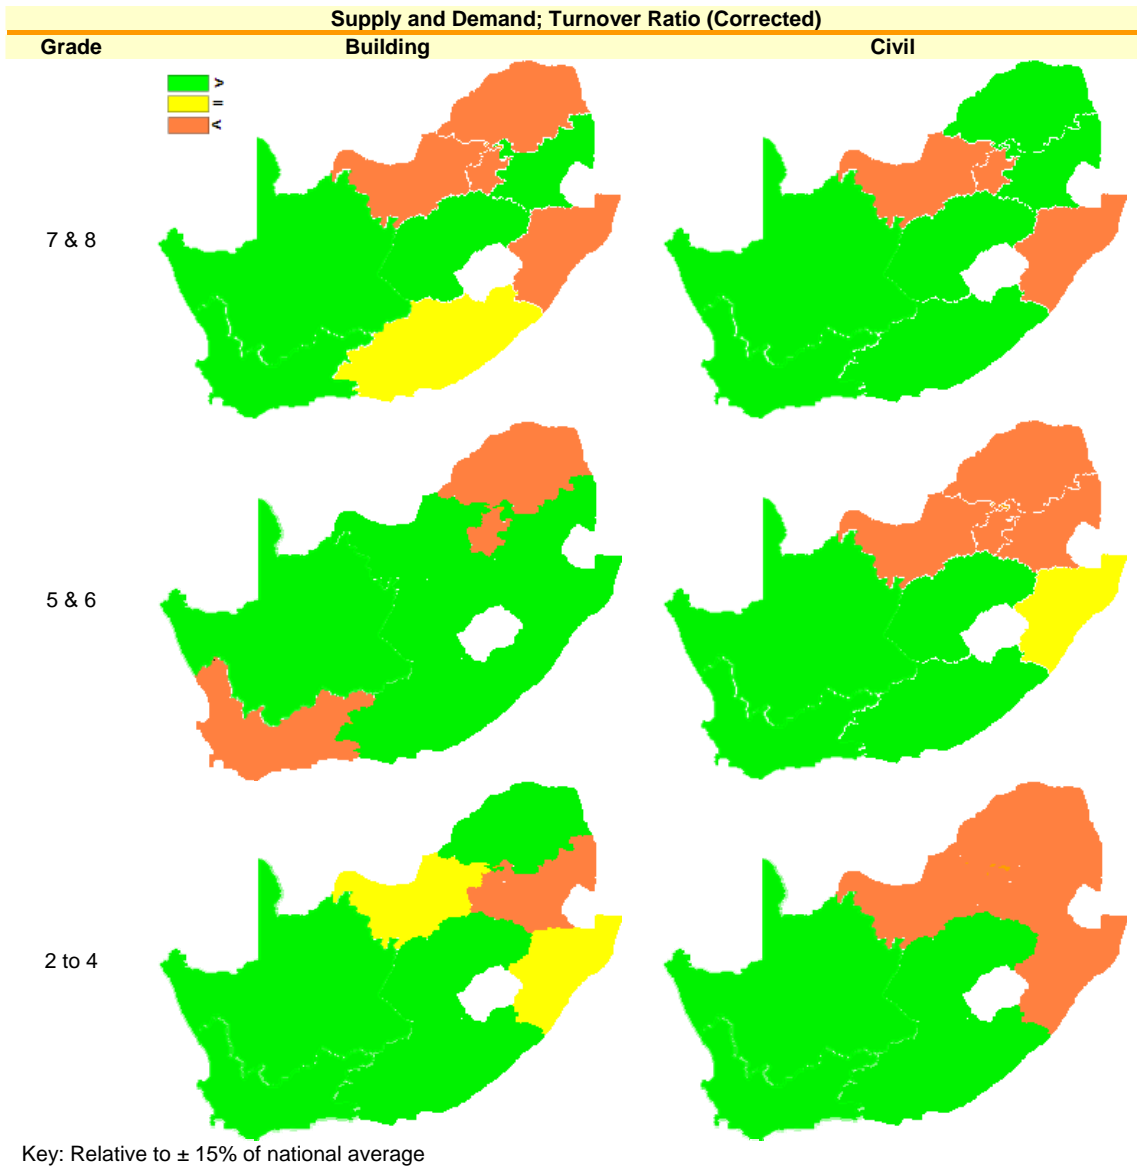 Supply and Demand; Turnover Ratio (Corrected)
Grade Building Civil
>
=
<
7 & 8
5 & 6
2 to 4
Key: Relative to ± 15% of national average